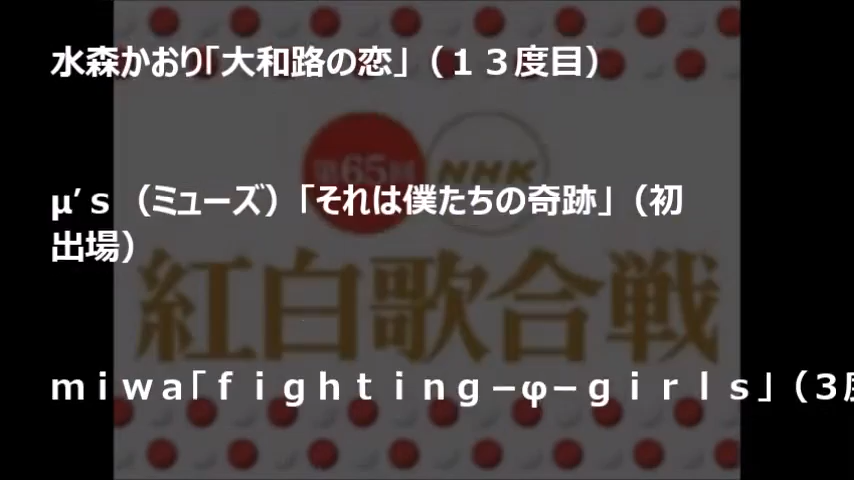 水森かおり「大和路の恋」（１３度目）
第65回
NHK
μ's（ミューズ）「それは僕たちの奇跡」（初
出場）
紅白歌合戦
ｍｉｗａ「ｆｉｇｈｔｉｎｇ－φ－ｇｉｒｌｓ」（３度